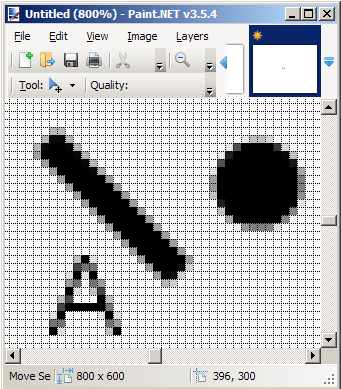 Untitled (800%) - Paint.NET v3.5.4
File Edit View Image Layers
Tool: Quality:
A
Move Se 800 x 600 396, 300